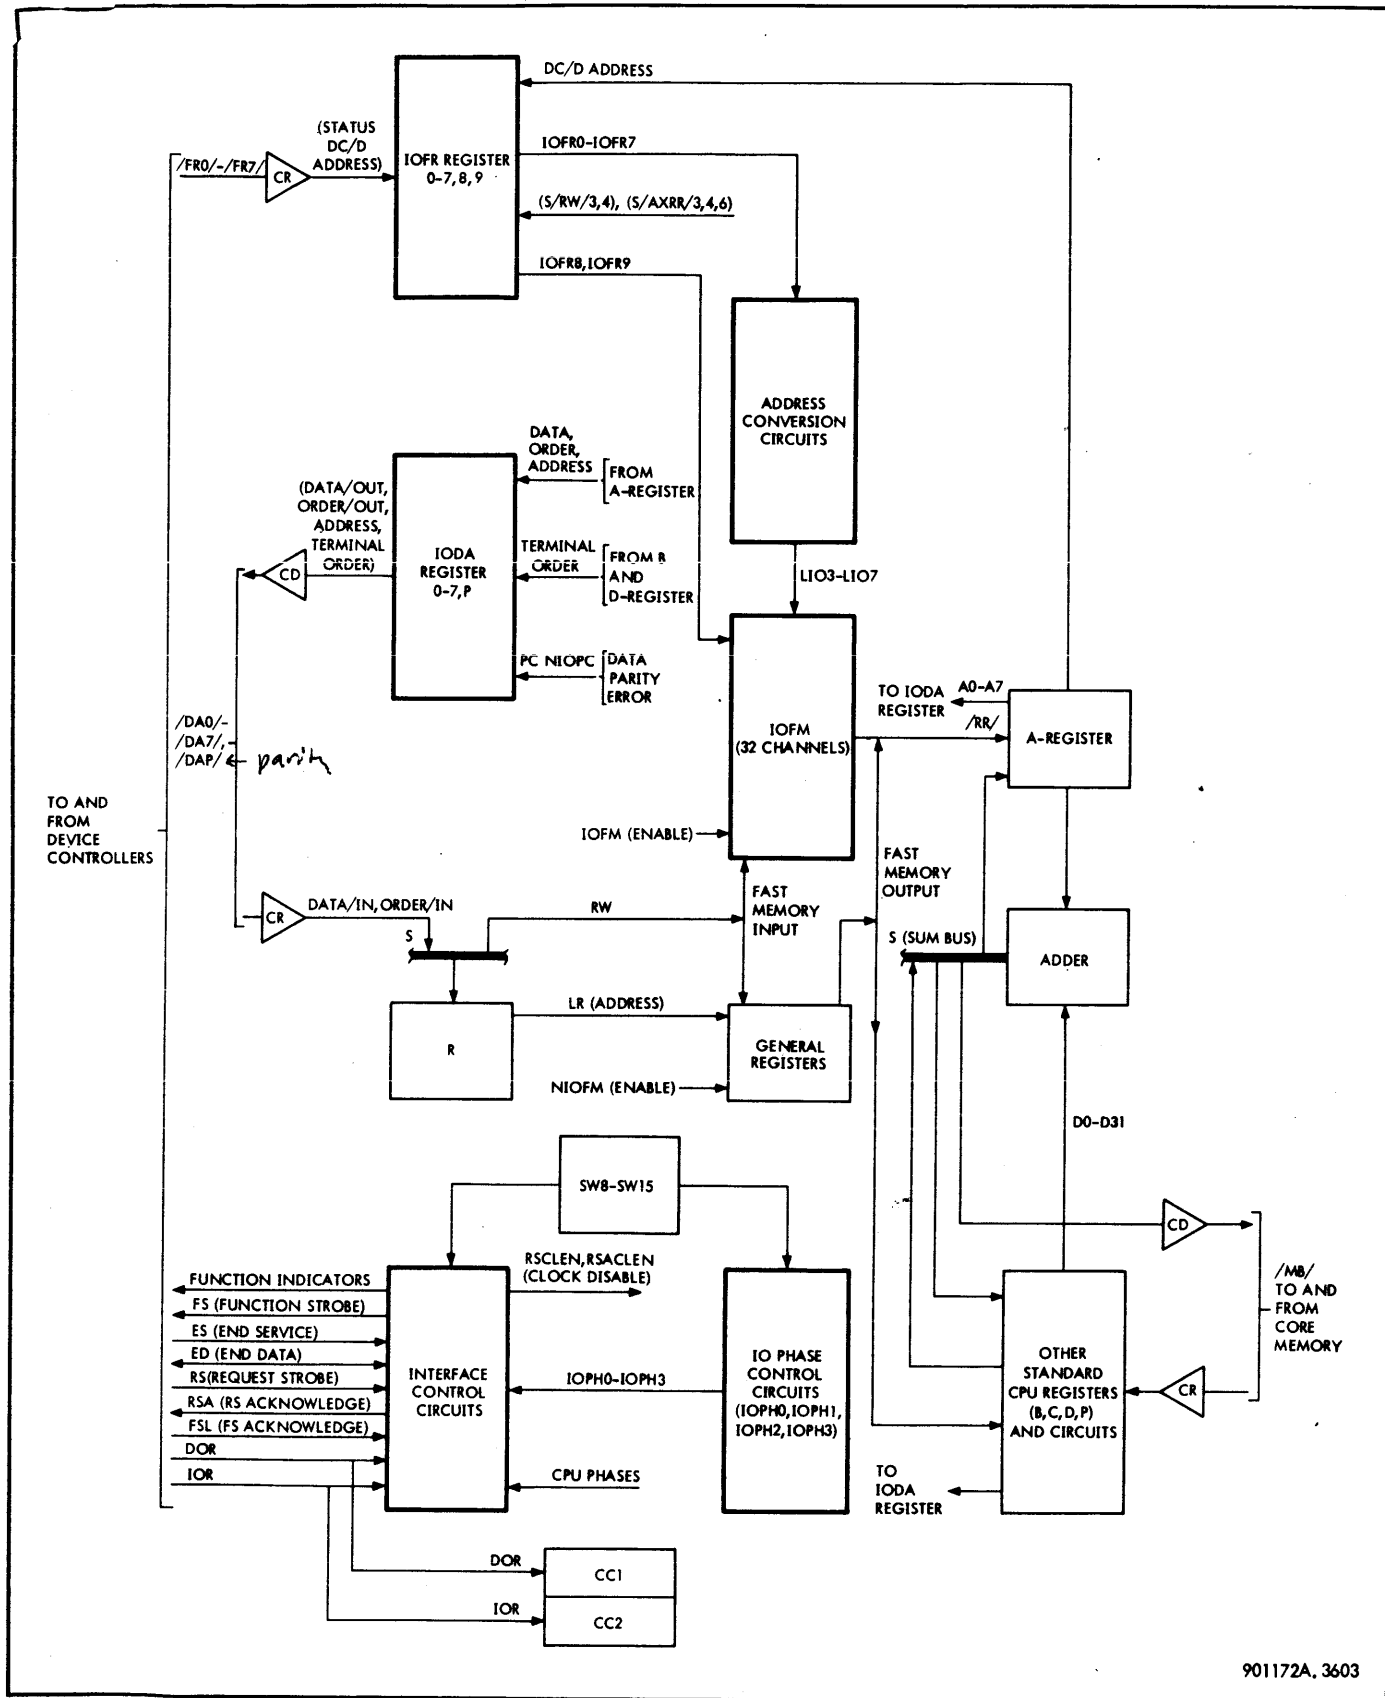 DC/D ADDRESS
(STATUS
DC/D
ADDRESS)
/FR0/-/FR7/
CR
IOFR REGISTER
0-7,8,9
IOFR0-IOFR7
(S/RW/3,4), (S/AXRR/3,4,6)
IOFR8,IOFR9
ADDRESS
CONVERSION
CIRCUITS
DATA,
ORDER,
ADDRESS
FROM
A-REGISTER
(DATA/OUT,
ORDER/OUT,
ADDRESS,
TERMINAL
ORDER)
CD
IODA
REGISTER
0-7,P
TERMINAL
ORDER
FROM B
AND
D-REGISTER
LIO3-LIO7
PC NIOPC
DATA
PARITY
ERROR
IOFM
(32 CHANNELS)
TO IODA
REGISTER
A0-A7
/RR/
A-REGISTER
/DA0/-
/DA7/,
/DAP/
parity
TO AND
FROM
DEVICE
CONTROLLERS
IOFM (ENABLE)
FAST
MEMORY
OUTPUT
CR
DATA/IN, ORDER/IN
S
RW
FAST
MEMORY
INPUT
S (SUM BUS)
ADDER
R
LR (ADDRESS)
GENERAL
REGISTERS
NIOFM (ENABLE)
D0-D31
SW8-SW15
CD
RSCLEN,RSACLEN
(CLOCK DISABLE)
/MB/
TO AND
FROM
CORE
MEMORY
FUNCTION INDICATORS
FS (FUNCTION STROBE)
ES (END SERVICE)
ED (END DATA)
RS(REQUEST STROBE)
RSA (RS ACKNOWLEDGE)
FSL (FS ACKNOWLEDGE)
DOR
IOR
INTERFACE
CONTROL
CIRCUITS
IOPH0-IOPH3
CPU PHASES
IO PHASE
CONTROL
CIRCUITS
(IOPH0,IOPH1,
IOPH2,IOPH3)
OTHER
STANDARD
CPU REGISTERS
(B,C,D,P)
AND CIRCUITS
CR
TO
IODA
REGISTER
DOR
CC1
IOR
CC2
901172A. 3603